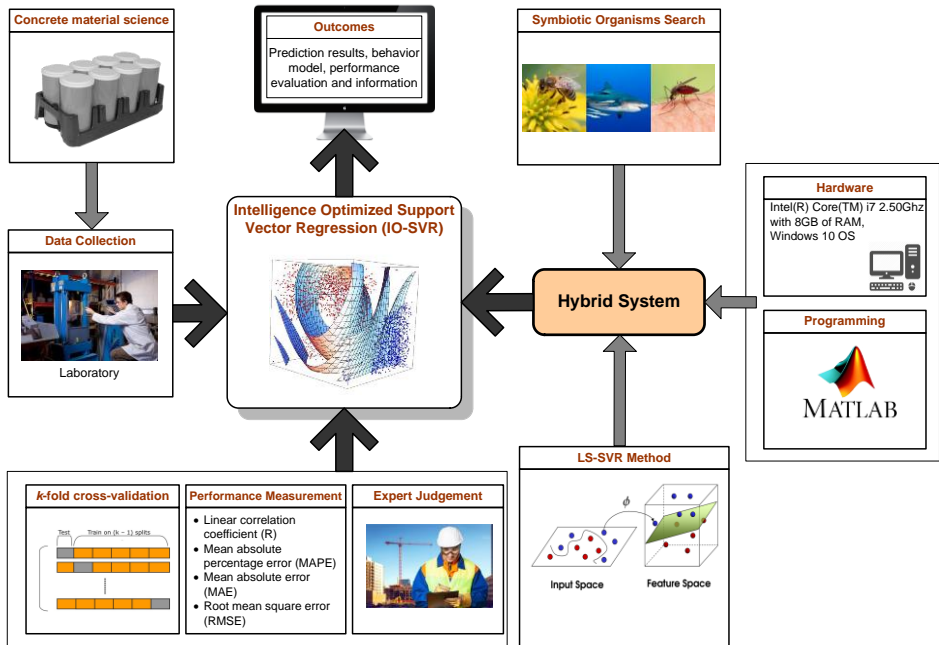 Concrete material science
Outcomes
Prediction results, behavior
model, performance
evaluation and information
Symbiotic Organisms Search
Hardware
Intel(R) Core(TM) i7 2.50Ghz
with 8GB of RAM,
Windows 10 OS
Intelligence Optimized Support
Vector Regression (IO-SVR)
Data Collection
Laboratory
Hybrid System
Programming
MATLAB
k-fold cross-validation
Test
Train on (k − 1) splits
Performance Measurement
• Linear correlation
coefficient (R)
• Mean absolute
percentage error (MAPE)
• Mean absolute error
(MAE)
• Root mean square error
(RMSE)
Expert Judgement
LS-SVR Method
ϕ
Input Space
Feature Space